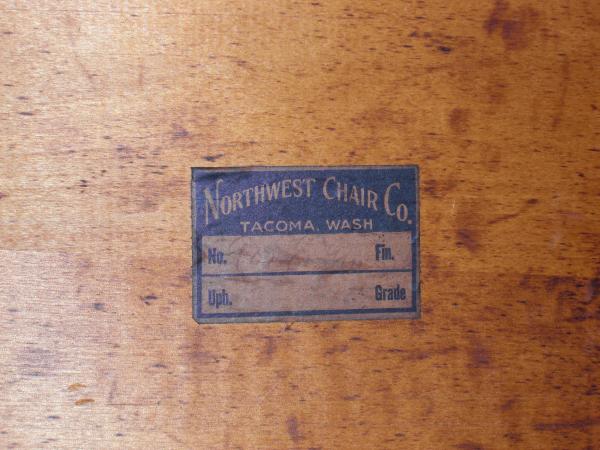 NORTHWEST CHAIR CO.
TACOMA, WASH
No. Fin.
Uph. Grade